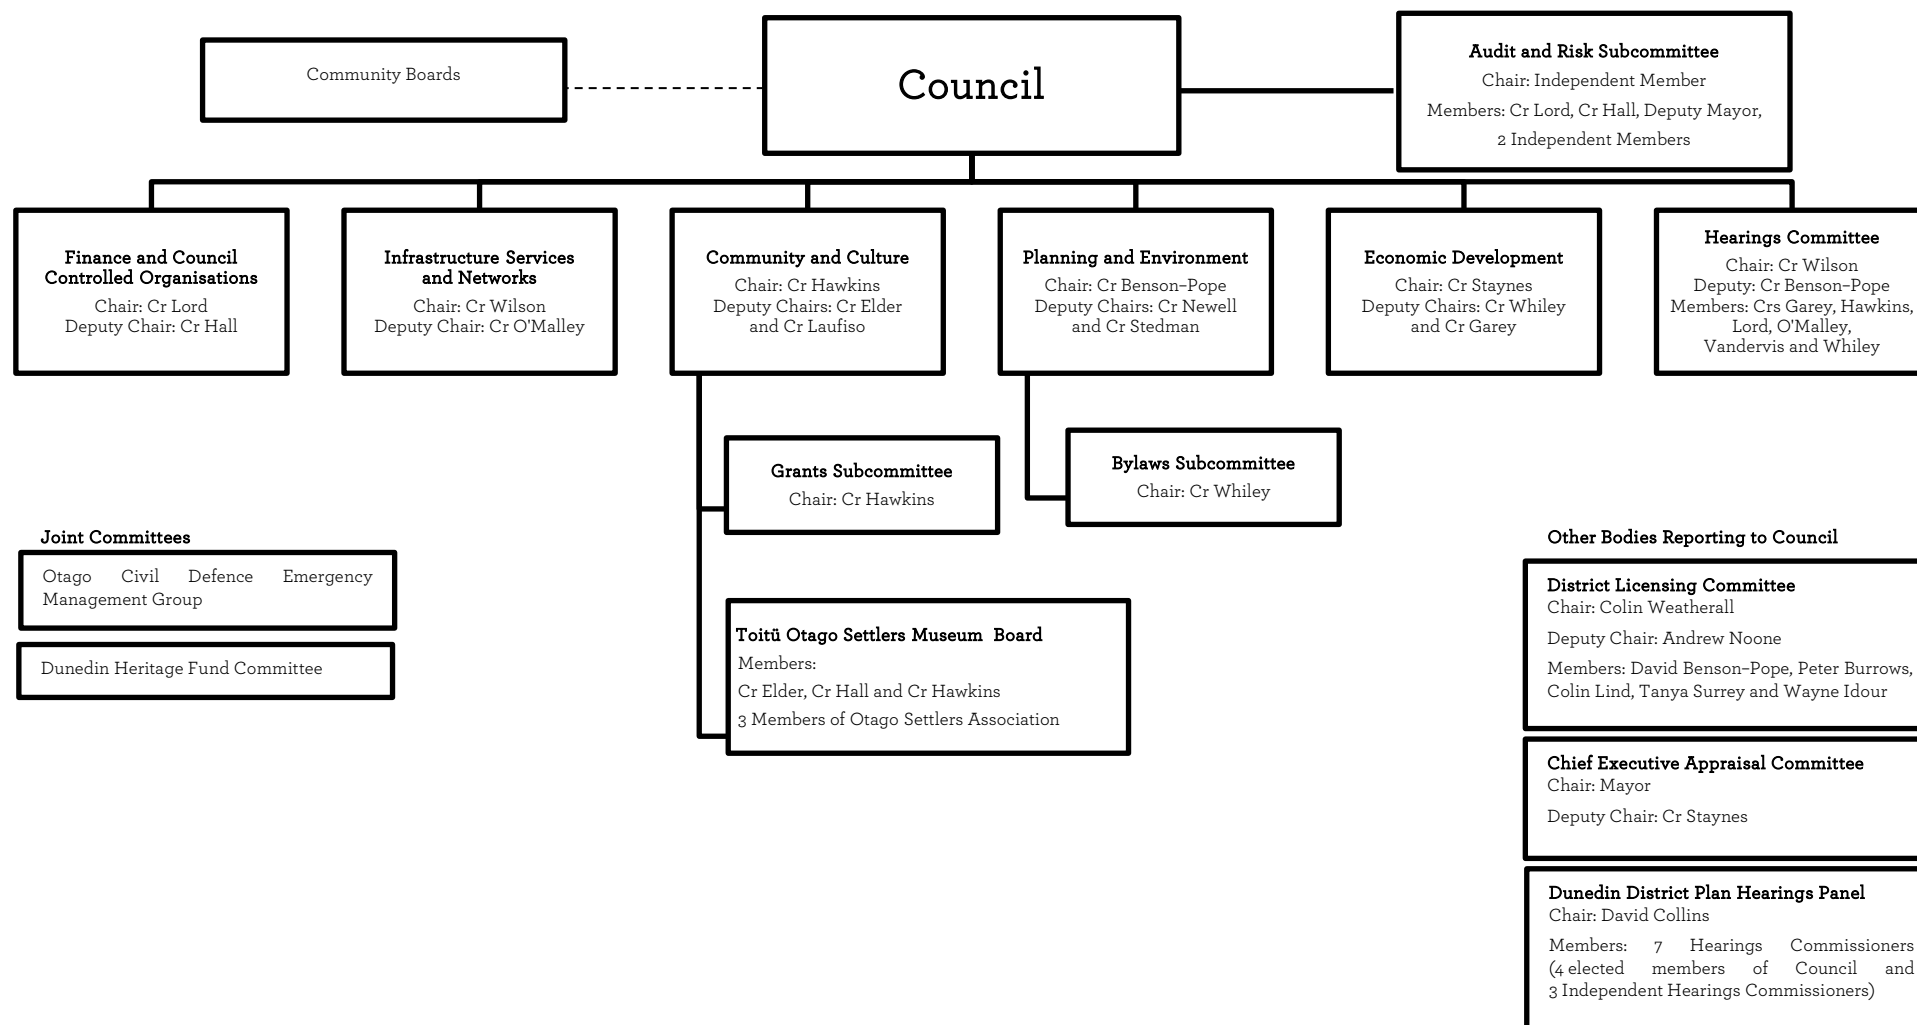 Community Boards
Council
Audit and Risk Subcommittee
Chair: Independent Member
Members: Cr Lord, Cr Hall, Deputy Mayor,
2 Independent Members
Finance and Council
Controlled Organisations
Chair: Cr Lord
Deputy Chair: Cr Hall
Infrastructure Services
and Networks
Chair: Cr Wilson
Deputy Chair: Cr O'Malley
Community and Culture
Chair: Cr Hawkins
Deputy Chairs: Cr Elder
and Cr Laufiso
Planning and Environment
Chair: Cr Benson-Pope
Deputy Chairs: Cr Newell
and Cr Stedman
Economic Development
Chair: Cr Staynes
Deputy Chairs: Cr Whiley
and Cr Garey
Hearings Committee
Chair: Cr Wilson
Deputy: Cr Benson-Pope
Members: Crs Garey, Hawkins,
Lord, O'Malley,
Vandervis and Whiley
Grants Subcommittee
Chair: Cr Hawkins
Bylaws Subcommittee
Chair: Cr Whiley
Joint Committees
Otago Civil Defence Emergency
Management Group
Dunedin Heritage Fund Committee
Toitū Otago Settlers Museum Board
Members:
Cr Elder, Cr Hall and Cr Hawkins
3 Members of Otago Settlers Association
Other Bodies Reporting to Council
District Licensing Committee
Chair: Colin Weatherall
Deputy Chair: Andrew Noone
Members: David Benson-Pope, Peter Burrows,
Colin Lind, Tanya Surrey and Wayne Idour
Chief Executive Appraisal Committee
Chair: Mayor
Deputy Chair: Cr Staynes
Dunedin District Plan Hearings Panel
Chair: David Collins
Members: 7 Hearings Commissioners
(4 elected members of Council and
3 Independent Hearings Commissioners)